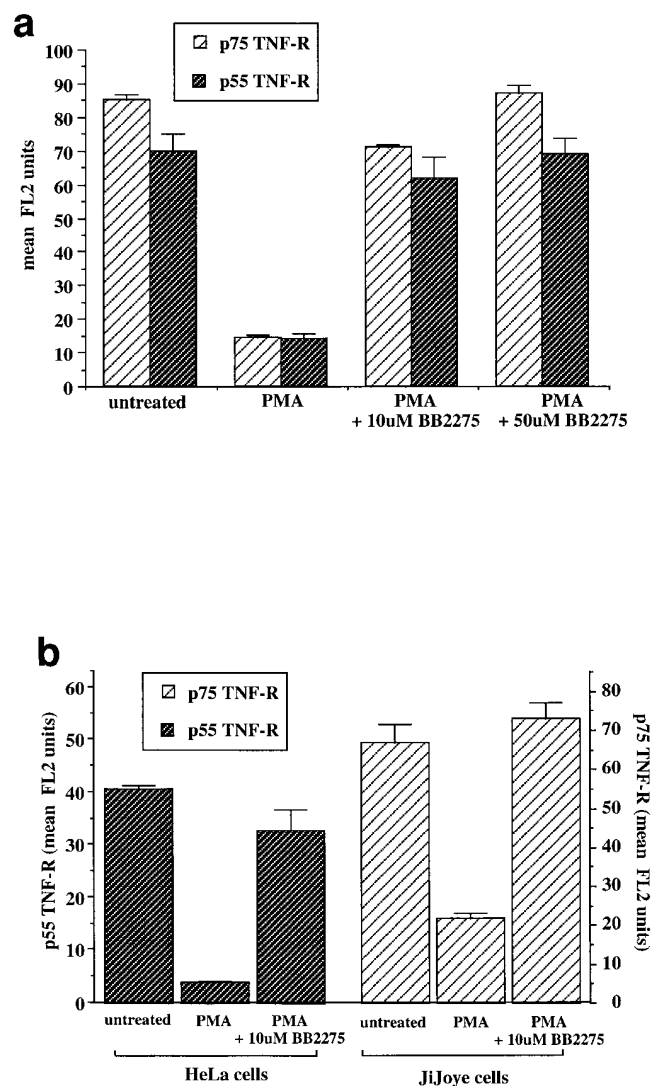 a
p75 TNF-R
p55 TNF-R
mean FL2 units
100
90
80
70
60
50
40
30
20
10
0
untreated
PMA
PMA
+ 10uM BB2275
PMA
+ 50uM BB2275
b
p75 TNF-R
p55 TNF-R
p55 TNF-R (mean FL2 units)
60
50
40
30
20
10
0
p75 TNF-R (mean FL2 units)
80
70
60
50
40
30
20
10
0
untreated
PMA
PMA
+ 10uM BB2275
untreated
PMA
PMA
+ 10uM BB2275
HeLa cells
JiJoye cells